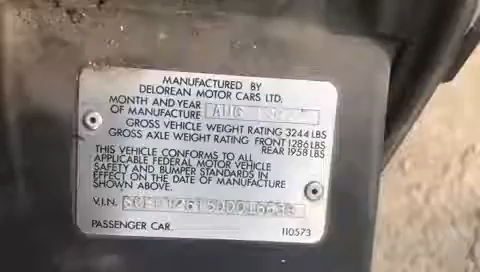 MANUFACTURED BY
DELOREAN MOTOR CARS LTD.
MONTH AND YEAR
OF MANUFACTURE AUG
GROSS VEHICLE WEIGHT RATING 3244 LBS
GROSS AXLE WEIGHT RATING FRONT 1286 LBS
REAR 1958 LBS
THIS VEHICLE CONFORMS TO ALL
APPLICABLE FEDERAL MOTOR VEHICLE
SAFETY AND BUMPER STANDARDS IN
EFFECT ON THE DATE OF MANUFACTURE
SHOWN ABOVE.
V.I.N.
PASSENGER CAR
110573